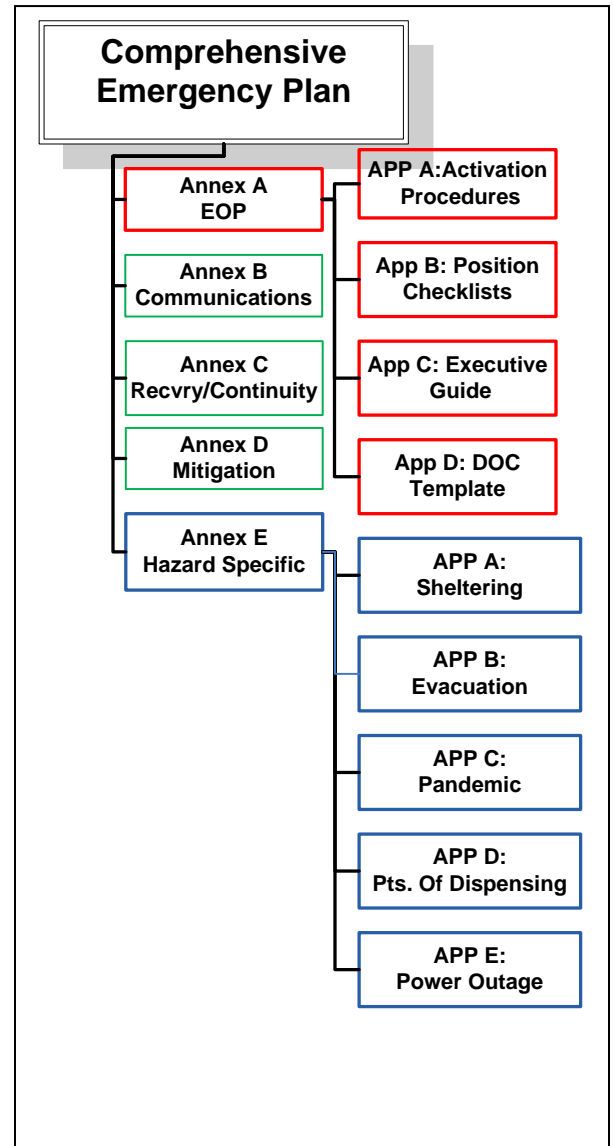 Comprehensive
Emergency Plan
Annex A
EOP
APP A:Activation
Procedures
App B: Position
Checklists
App C: Executive
Guide
App D: DOC
Template
Annex B
Communications
Annex C
Recvry/Continuity
Annex D
Mitigation
Annex E
Hazard Specific
APP A:
Sheltering
APP B:
Evacuation
APP C:
Pandemic
APP D:
Pts. Of Dispensing
APP E:
Power Outage